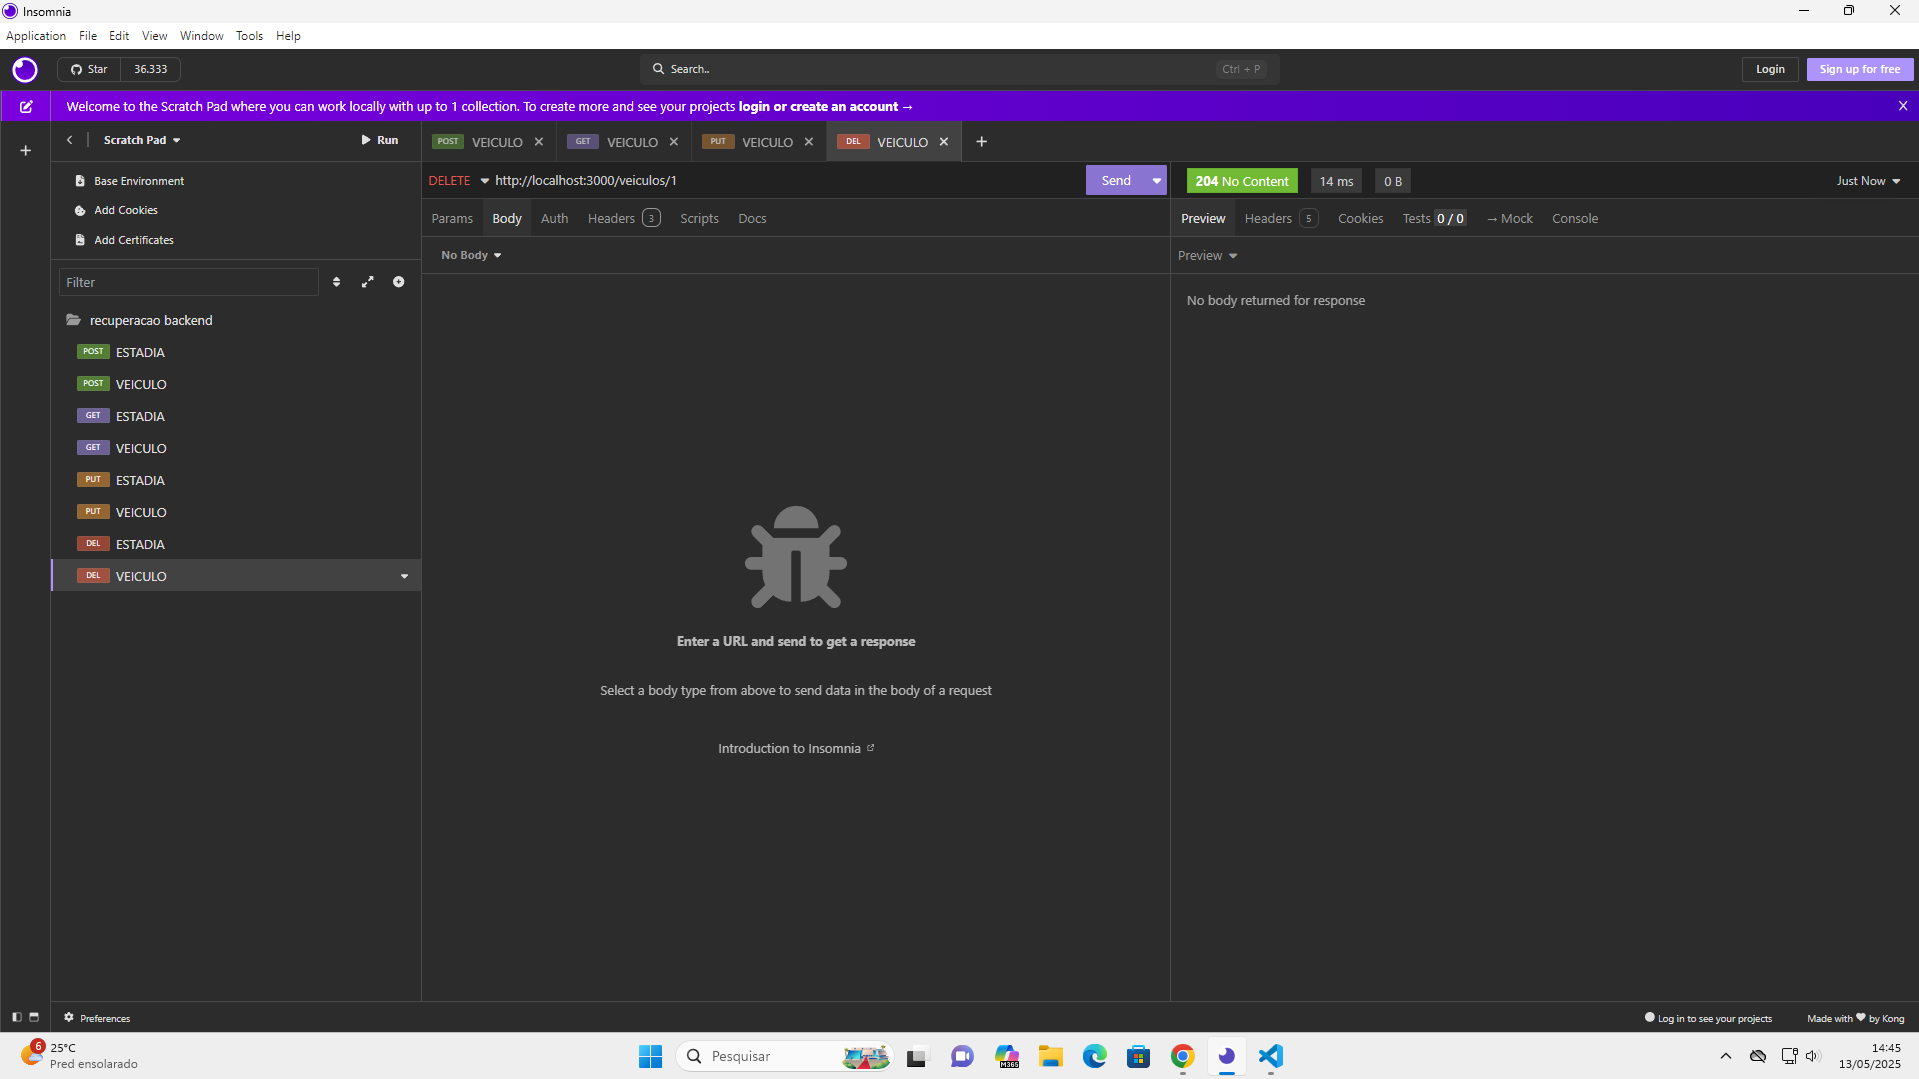 Insomnia
Application File Edit View Window Tools Help
Star 36.333 Search.. Ctrl + P Login Sign up for free
Welcome to the Scratch Pad where you can work locally with up to 1 collection. To create more and see your projects login or create an account →
Scratch Pad Run
POST VEICULO GET VEICULO PUT VEICULO DEL VEICULO
Base Environment
Add Cookies
Add Certificates
Filter
recuperacao backend
POST ESTADIA
POST VEICULO
GET ESTADIA
GET VEICULO
PUT ESTADIA
PUT VEICULO
DEL ESTADIA
DEL VEICULO
DELETE http://localhost:3000/veiculos/1 Send
Params Body Auth Headers 3 Scripts Docs
No Body
Enter a URL and send to get a response
Select a body type from above to send data in the body of a request
Introduction to Insomnia
204 No Content 14 ms 0 B Just Now
Preview Headers 5 Cookies Tests 0 / 0 → Mock Console
Preview
No body returned for response
Preferences
Log in to see your projects Made with by Kong
6
25°C
Pred ensolarado
Pesquisar
M365
14:45
13/05/2025